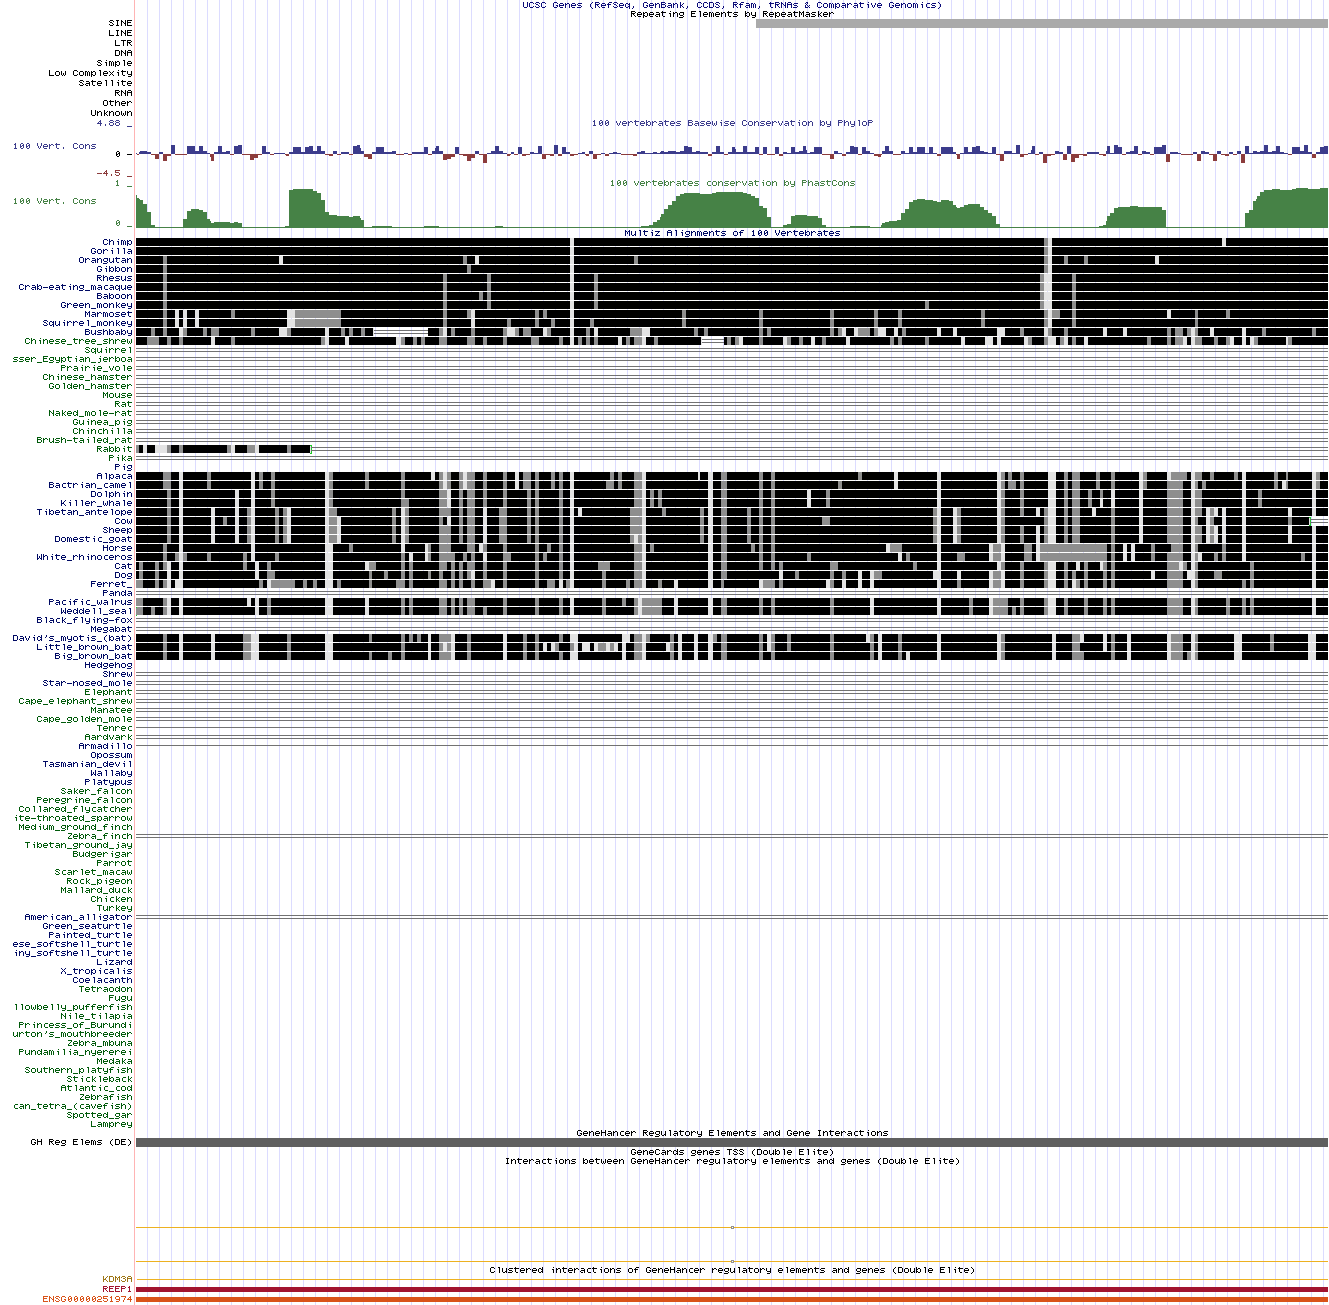 UCSC Genes (RefSeq, GenBank, CCDS, Rfam, tRNAs & Comparative Genomics)
Repeating Elements by RepeatMasker
SINE
LINE
LTR
DNA
Simple
Low Complexity
Satellite
RNA
Other
Unknown
4.88 _
100 vertebrates Basewise Conservation by PhyloP
100 Vert. Cons
0 _
-4.5 _
1 _
100 vertebrates conservation by PhastCons
100 Vert. Cons
0 _
Multiz Alignments of 100 Vertebrates
Chimp
Gorilla
Orangutan
Gibbon
Rhesus
Crab-eating_macaque
Baboon
Green_monkey
Marmoset
Squirrel_monkey
Bushbaby
Chinese_tree_shrew
Squirrel
sser_Egyptian_jerboa
Prairie_vole
Chinese_hamster
Golden_hamster
Mouse
Rat
Naked_mole-rat
Guinea_pig
Chinchilla
Brush-tailed_rat
Rabbit
Pika
Pig
Alpaca
Bactrian_camel
Dolphin
Killer_whale
Tibetan_antelope
Cow
Sheep
Domestic_goat
Horse
White_rhinoceros
Cat
Dog
Ferret_
Panda
Pacific_walrus
Weddell_seal
Black_flying-fox
Megabat
David's_myotis_(bat)
Little_brown_bat
Big_brown_bat
Hedgehog
Shrew
Star-nosed_mole
Elephant
Cape_elephant_shrew
Manatee
Cape_golden_mole
Tenrec
Aardvark
Armadillo
Opossum
Tasmanian_devil
Wallaby
Platypus
Saker_falcon
Peregrine_falcon
Collared_flycatcher
ite-throated_sparrow
Medium_ground_finch
Zebra_finch
Tibetan_ground_jay
Budgerigar
Parrot
Scarlet_macaw
Rock_pigeon
Mallard_duck
Chicken
Turkey
American_alligator
Green_seaturtle
Painted_turtle
ese_softshell_turtle
iny_softshell_turtle
Lizard
X_tropicalis
Coelacanth
Tetraodon
Fugu
llowbelly_pufferfish
Nile_tilapia
Princess_of_Burundi
urton's_mouthbreeder
Zebra_mbuna
Pundamilia_nyererei
Medaka
Southern_platyfish
Stickleback
Atlantic_cod
Zebrafish
can_tetra_(cavefish)
Spotted_gar
Lamprey
GeneHancer Regulatory Elements and Gene Interactions
GH Reg Elems (DE)
GeneCards genes TSS (Double Elite)
Interactions between GeneHancer regulatory elements and genes (Double Elite)
Clustered interactions of GeneHancer regulatory elements and genes (Double Elite)
KDM3A
REEP1
ENSG00000251974